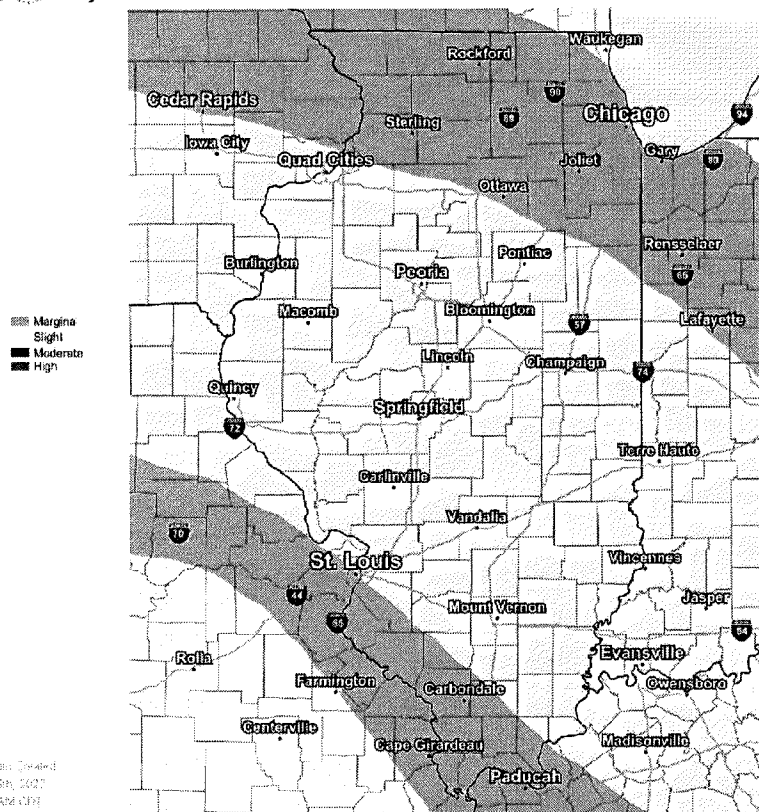 Waukegan
Rockford
90
Cedar Rapids
Chicago
94
Sterling
Iowa City
Gary
Quad Cities
Joliet
Ottawa
Rensselaer
Pontiac
Burlington
Peoria
65
Macomb
Bloomington
57
Lafayette
Margina
Slight
Moderate
High
Lincoln
Champaign
74
Quincy
Springfield
72
Terre Haute
Carlinville
Vandalia
70
St. Louis
Vincennes
44
Mount Vernon
Jasper
64
Evansville
Rolla
Farmington
Carbondale
Owensboro
Centerville
Cape Girardeau
Madisonville
Paducah